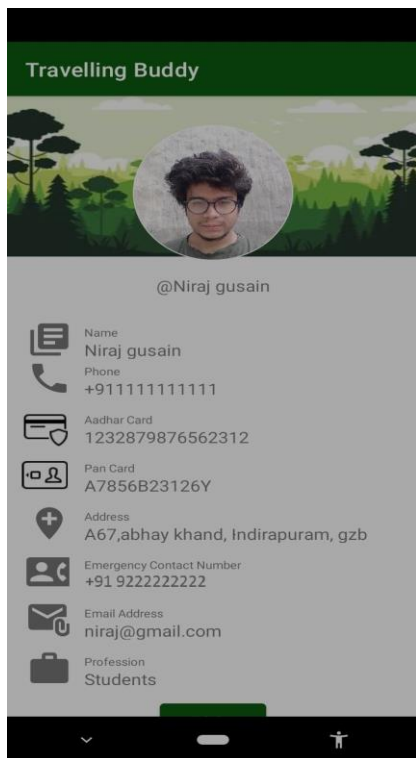 Travelling Buddy
@Niraj gusain
Name
Niraj gusain
Phone
+911111111111
Aadhar Card
1232879876562312
Pan Card
A7856B23126Y
Address
A67,abhay khand, Indirapuram, gzb
Emergency Contact Number
+91 9222222222
Email Address
niraj@gmail.com
Profession
Students